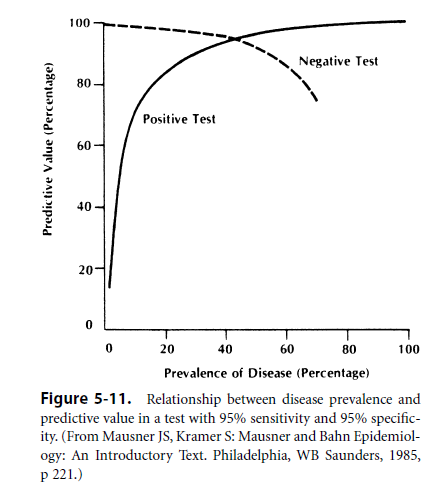 100
80
60
40
20
0
Predictive Value (Percentage)
Negative Test
Positive Test
0 20 40 60 80 100
Prevalence of Disease (Percentage)
Figure 5-11. Relationship between disease prevalence and
predictive value in a test with 95% sensitivity and 95% specific-
ity. (From Mausner JS, Kramer S: Mausner and Bahn Epidemiol-
ogy: An Introductory Text. Philadelphia, WB Saunders, 1985,
p 221.)